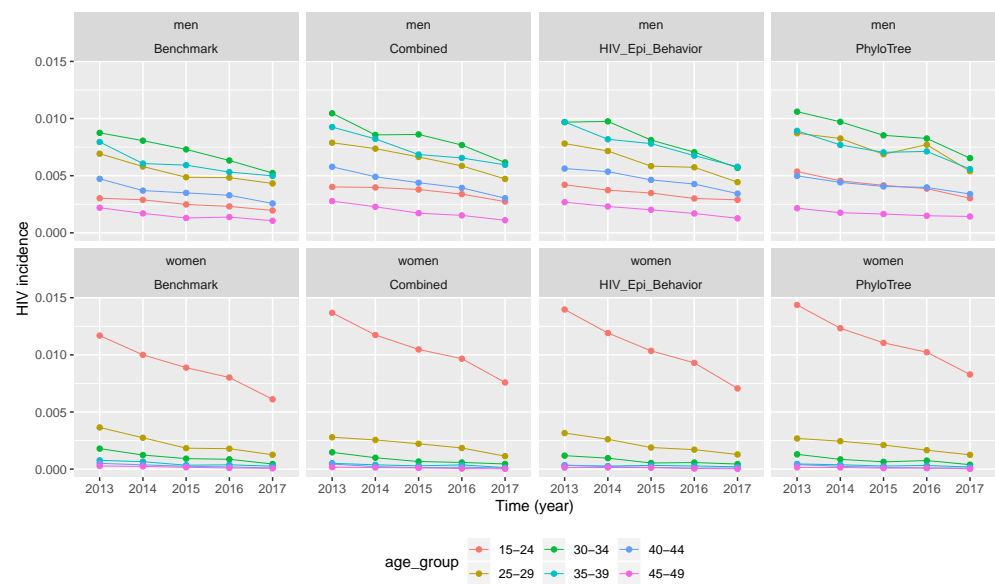 men men men men
Benchmark Combined HIV_Epi_Behavior PhyloTree
0.015
0.010
0.005
0.000
women women women women
Benchmark Combined HIV_Epi_Behavior PhyloTree
0.015
0.010
0.005
0.000
HIV incidence
2013 2014 2015 2016 2017 2013 2014 2015 2016 2017 2013 2014 2015 2016 2017 2013 2014 2015 2016 2017
Time (year)
age_group
15−24 30−34 40−44
25−29 35−39 45−49